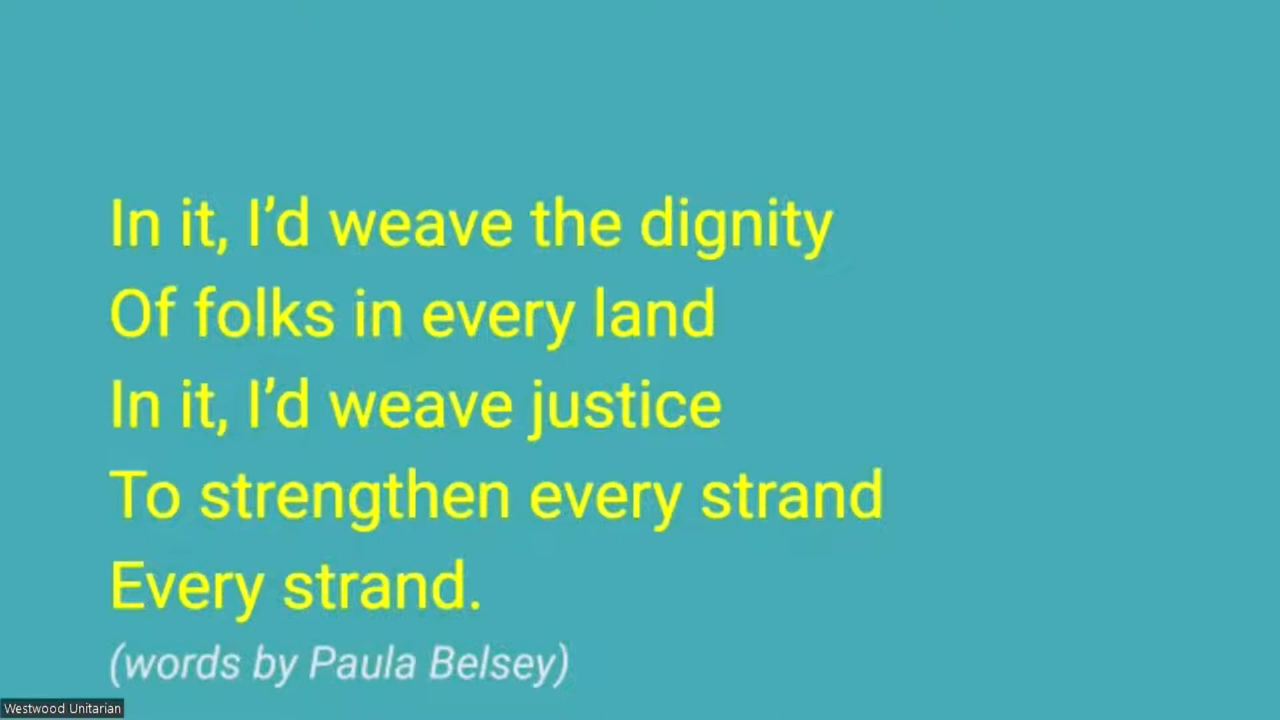 In it, I’d weave the dignity
Of folks in every land
In it, I’d weave justice
To strengthen every strand
Every strand.
(words by Paula Belsey)
Westwood Unitarian